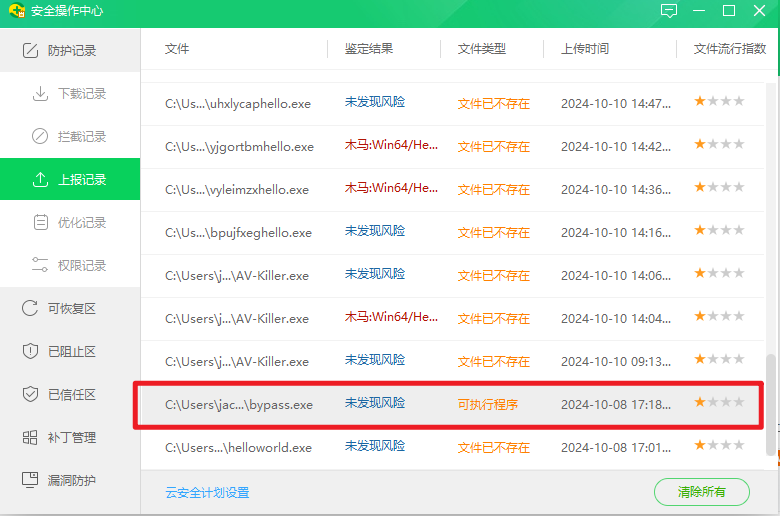 安全操作中心
防护记录
下载记录
拦截记录
上报记录
优化记录
权限记录
可恢复区
已阻止区
已信任区
补丁管理
漏洞防护
文件 鉴定结果 文件类型 上传时间 文件流行指数
C:\Us...\uhxlycaphello.exe 未发现风险 文件已不存在 2024-10-10 14:47...
C:\Us...\yjgortbmhello.exe 木马:Win64/He... 文件已不存在 2024-10-10 14:42...
C:\Us...\vyleimzxhello.exe 木马:Win64/He... 文件已不存在 2024-10-10 14:36...
C:\Us...\bpujfxeghello.exe 未发现风险 文件已不存在 2024-10-10 14:16...
C:\Users\j...\AV-Killer.exe 未发现风险 文件已不存在 2024-10-10 14:06...
C:\Users\j...\AV-Killer.exe 木马:Win64/He... 文件已不存在 2024-10-10 14:04...
C:\Users\j...\AV-Killer.exe 未发现风险 文件已不存在 2024-10-10 09:13...
C:\Users\jac...\bypass.exe 未发现风险 可执行程序 2024-10-08 17:18...
C:\Users...\helloworld.exe 未发现风险 文件已不存在 2024-10-08 17:01...
云安全计划设置 清除所有